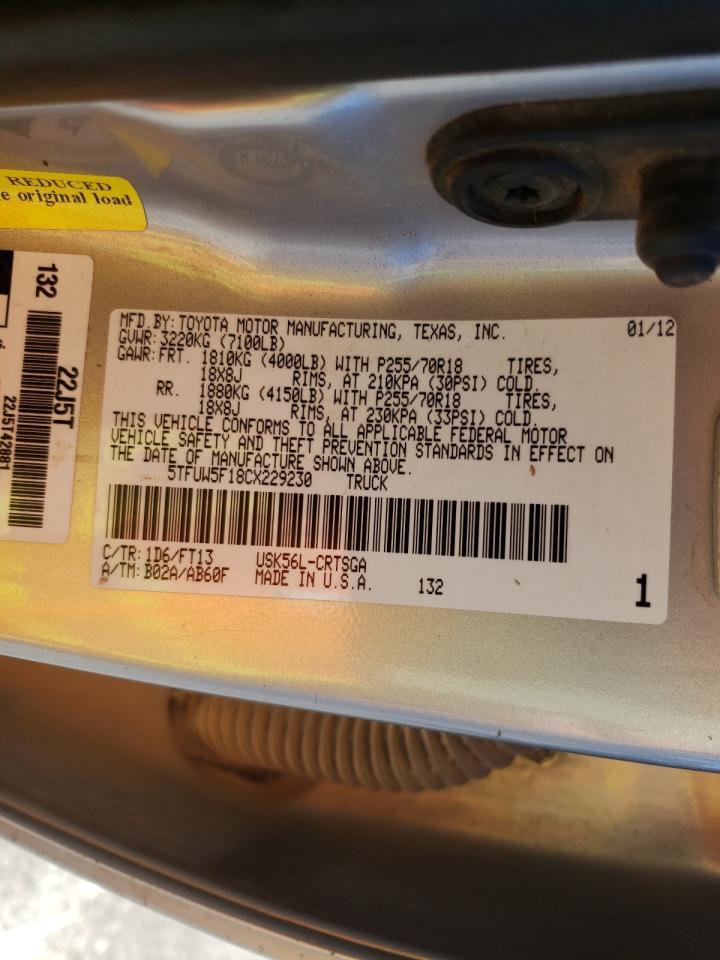 REDUCED
e original load
132
22J5T
22J5T42881
MFD.BY: TOYOTA MOTOR MANUFACTURING, TEXAS, INC. 01/12
GVWR: 3220KG (7100LB)
GAWR: FRT. 1810KG (4000LB) WITH P255/70R18 TIRES,
18X8J RIMS, AT 210KPA (30PSI) COLD.
RR. 1880KG (4150LB) WITH P255/70R18 TIRES,
18X8J RIMS, AT 230KPA (33PSI) COLD.
THIS VEHICLE CONFORMS TO ALL APPLICABLE FEDERAL MOTOR
VEHICLE SAFETY AND THEFT PREVENTION STANDARDS IN EFFECT ON
THE DATE OF MANUFACTURE SHOWN ABOVE.
5TFUW5F18CX229230 TRUCK
C/TR: 1D6/FT13 USK56L-CRTSGA
A/TM: B02A/AB60F MADE IN U.S.A. 132
1